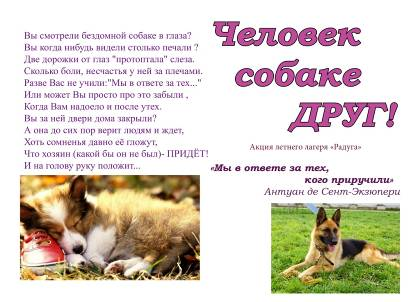 Вы смотрели бездомной собаке в глаза?
Вы когда нибудь видели столько печали ?
Две дорожки от глаз "протоптала" слеза.
Сколько боли, несчастья у ней за плечами.
Разве Вас не учили:"Мы в ответе за тех..."
Или может Вы просто про это забыли ,
Когда Вам надоело и после утех.
Вы за ней двери дома закрыли?
А она до сих пор верит людям и ждет,
Хоть сомненья давно её гложут,
Что хозяин (какой бы он не был)- ПРИДЁТ!
И на голову руку положит...
Человек
собаке
ДРУГ!
Акция летнего лагеря «Радуга»
«Мы в ответе за тех,
кого приручили»
Антуан де Сент-Экзюпери